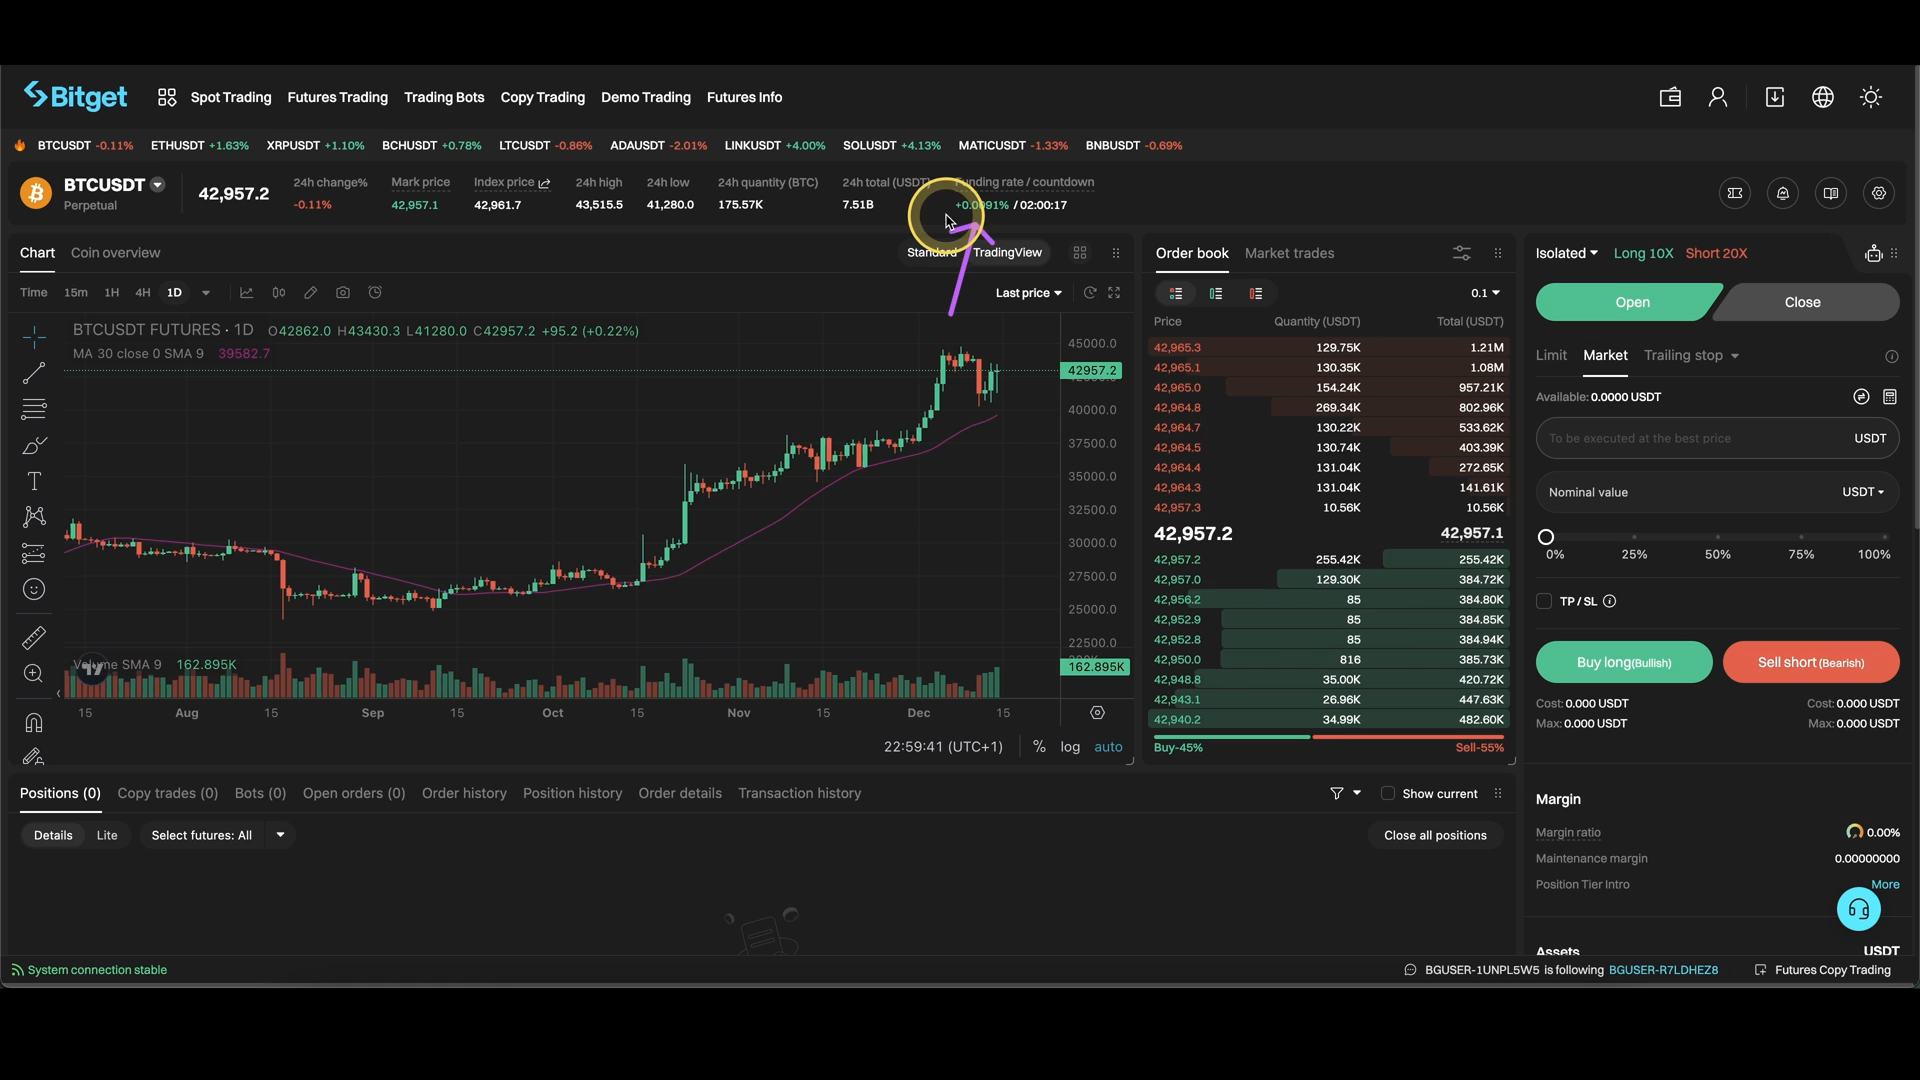 Bitget Spot Trading Futures Trading Trading Bots Copy Trading Demo Trading Futures Info
BTCUSDT -0.11% ETHUSDT +1.63% XRPUSDT +1.10% BCHUSDT +0.78% LTCUSDT -0.86% ADAUSDT -2.01% LINKUSDT +4.00% SOLUSDT +4.13% MATICUSDT -1.33% BNBUSDT -0.69%
BTCUSDT
Perpetual
42,957.2
24h change% Mark price Index price 24h high 24h low 24h quantity (BTC) 24h total (USDT) Funding rate / countdown
-0.11% 42,957.1 42,961.7 43,515.5 41,280.0 175.57K 7.51B +0.0091% / 02:00:17
Chart Coin overview Standard TradingView
Time 15m 1H 4H 1D Last price
BTCUSDT FUTURES · 1D O42862.0 H43430.3 L41280.0 C42957.2 +95.2 (+0.22%)
MA 30 close 0 SMA 9 39582.7
45000.0
42957.2
40000.0
37500.0
35000.0
32500.0
30000.0
27500.0
25000.0
22500.0
Volume SMA 9 162.895K
162.895K
15 Aug 15 Sep 15 Oct 15 Nov 15 Dec 15
22:59:41 (UTC+1) % log auto
Order book Market trades
0.1
Price Quantity (USDT) Total (USDT)
42,965.3 129.75K 1.21M
42,965.1 130.35K 1.08M
42,965.0 154.24K 957.21K
42,964.8 269.34K 802.96K
42,964.7 130.22K 533.62K
42,964.5 130.74K 403.39K
42,964.4 131.04K 272.65K
42,964.3 131.04K 141.61K
42,957.3 10.56K 10.56K
42,957.2 42,957.1
42,957.2 255.42K 255.42K
42,957.0 129.30K 384.72K
42,956.2 85 384.80K
42,952.9 85 384.85K
42,952.8 85 384.94K
42,950.0 816 385.73K
42,948.8 35.00K 420.72K
42,943.1 26.96K 447.63K
42,940.2 34.99K 482.60K
Buy-45% Sell-55%
Isolated Long 10X Short 20X
Open Close
Limit Market Trailing stop
Available: 0.0000 USDT
To be executed at the best price USDT
Nominal value USDT
0% 25% 50% 75% 100%
TP / SL
Buy long(Bullish) Sell short (Bearish)
Cost: 0.000 USDT Cost: 0.000 USDT
Max: 0.000 USDT Max: 0.000 USDT
Margin
Margin ratio 0.00%
Maintenance margin 0.00000000
Position Tier Intro More
Assets USDT
Positions (0) Copy trades (0) Bots (0) Open orders (0) Order history Position history Order details Transaction history Show current
Details Lite Select futures: All Close all positions
System connection stable BGUSER-1UNPL5W5 is following BGUSER-R7LDHEZ8 Futures Copy Trading